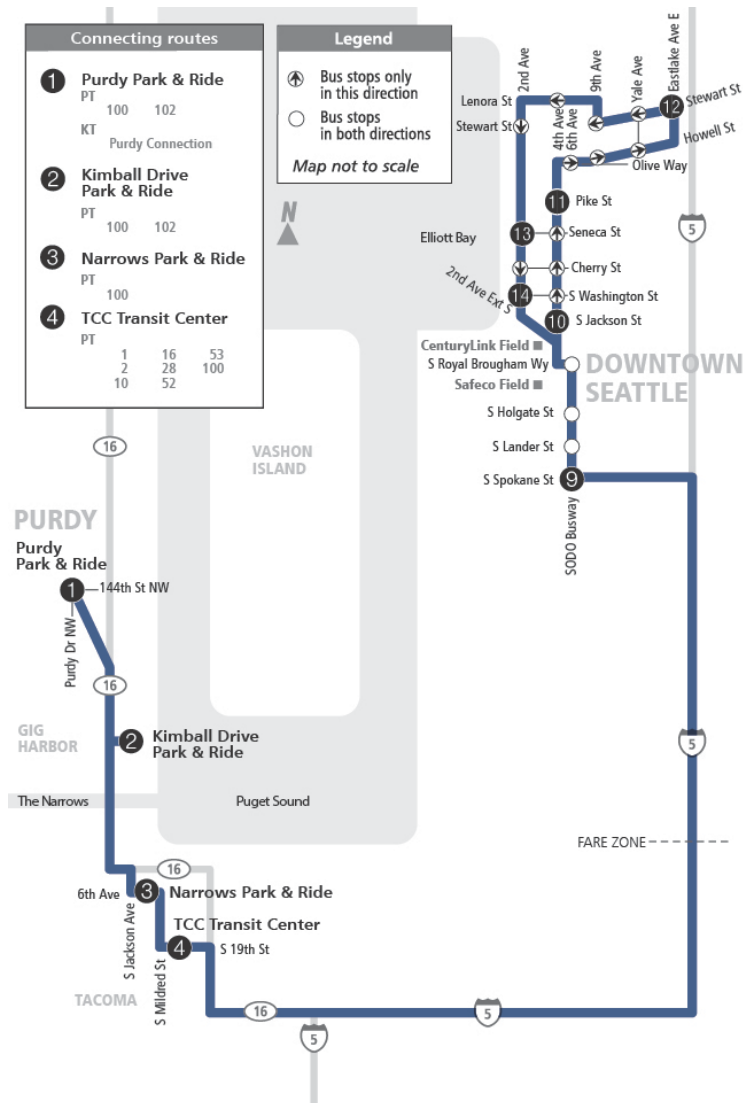 Connecting routes
1 Purdy Park & Ride
PT
100 102
KT
Purdy Connection
2 Kimball Drive
Park & Ride
PT
100 102
3 Narrows Park & Ride
PT
100
4 TCC Transit Center
PT
1 16 53
2 28 100
10 52
Legend
Bus stops only
in this direction
Bus stops
in both directions
Map not to scale
N
2nd Ave
9th Ave
Yale Ave
Eastlake Ave E
Lenora St
Stewart St
4th Ave
6th Ave
12
Stewart St
Howell St
Olive Way
11 Pike St
5
Elliott Bay
13
Seneca St
Cherry St
2nd Ave Ext S
14
S Washington St
10 S Jackson St
CenturyLink Field
S Royal Brougham Wy
Safeco Field
DOWNTOWN
SEATTLE
S Holgate St
S Lander St
S Spokane St 9
SODO Busway
16
VASHON
ISLAND
PURDY
Purdy
Park & Ride
1 144th St NW
Purdy Dr NW
16
GIG
HARBOR
2 Kimball Drive
Park & Ride
5
The Narrows
Puget Sound
FARE ZONE
16
6th Ave 3 Narrows Park & Ride
S Jackson Ave
TCC Transit Center
4 S 19th St
S Mildred St
TACOMA
16
5
5